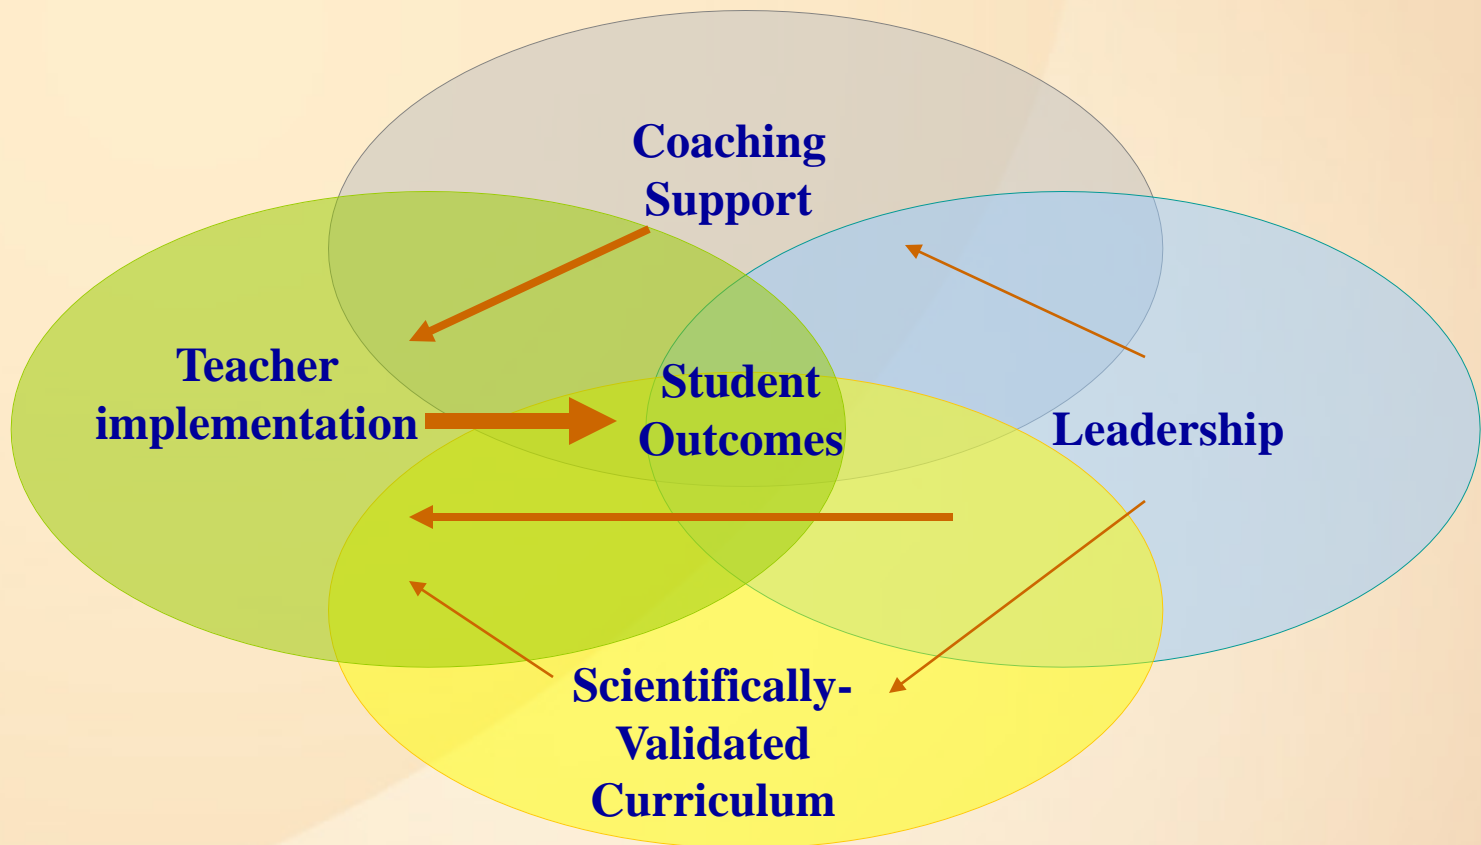 Coaching
Support
Teacher
implementation
Student
Outcomes
Leadership
Scientifically-
Validated
Curriculum